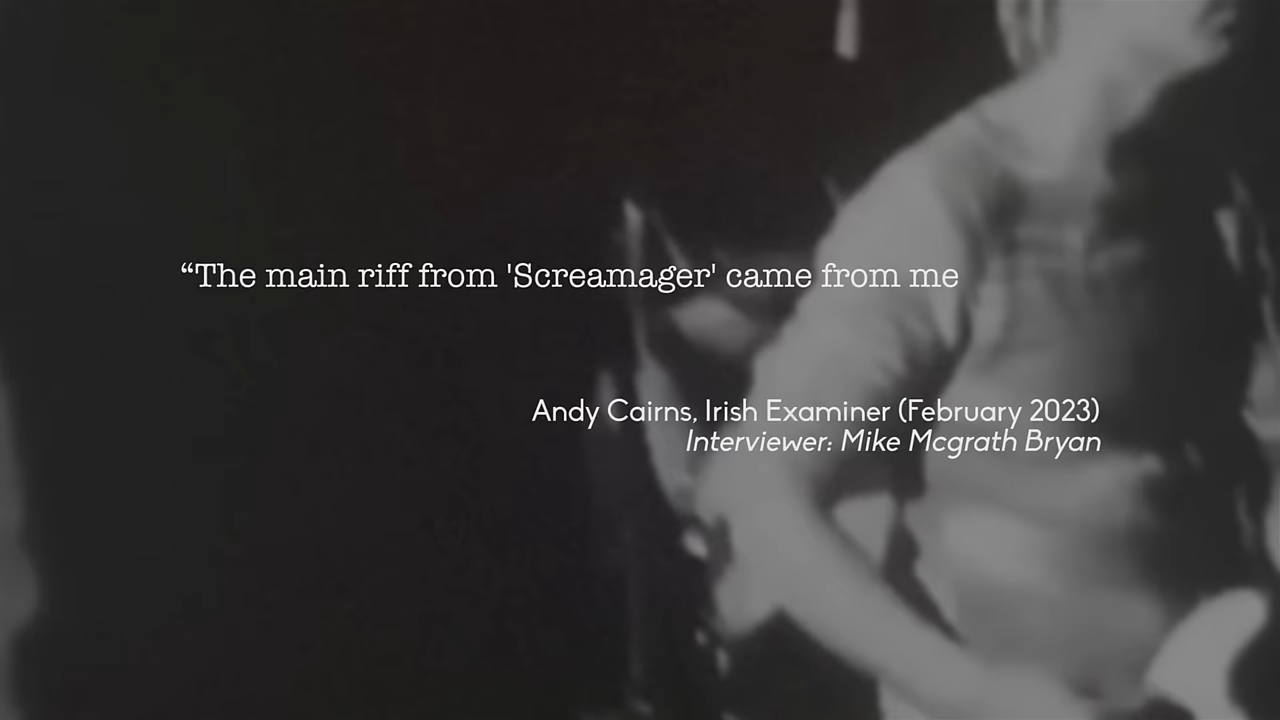 “The main riff from 'Screamager' came from me
Andy Cairns, Irish Examiner (February 2023)
Interviewer: Mike Mcgrath Bryan